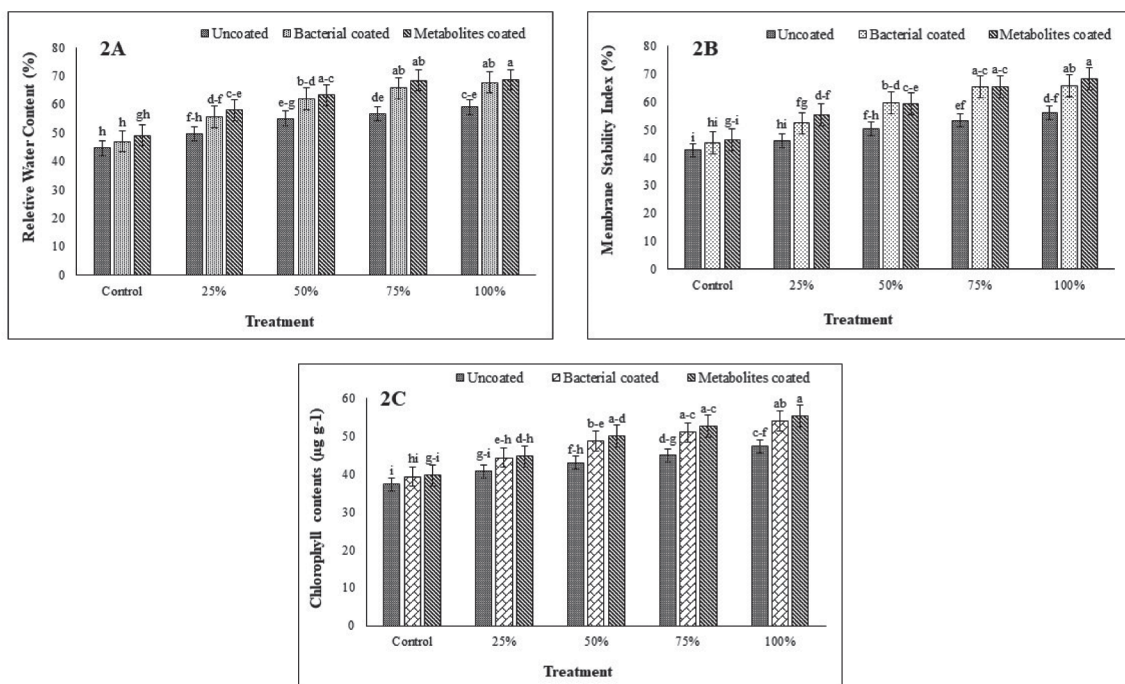 2A
Uncoated Bacterial coated Metabolites coated
Reletive Water Content (%)
80
70
60
50
40
30
20
10
0
h h gh
f-h d-f c-e
e-g b-d a-c
de ab ab
c-e ab a
Control 25% 50% 75% 100%
Treatment
2B
Uncoated Bacterial coated Metabolites coated
Membrane Stability Index (%)
80
70
60
50
40
30
20
10
0
i hi g-i
hi fg d-f
f-h b-d c-e
ef a-c a-c
d-f ab a
Control 25% 50% 75% 100%
Treatment
2C
Uncoated Bacterial coated Metabolites coated
Chlorophyll contents (µg g-1)
60
50
40
30
20
10
0
i hi g-i
g-i e-h d-h
f-h b-e a-d
d-g a-c a-c
c-f ab a
Control 25% 50% 75% 100%
Treatment